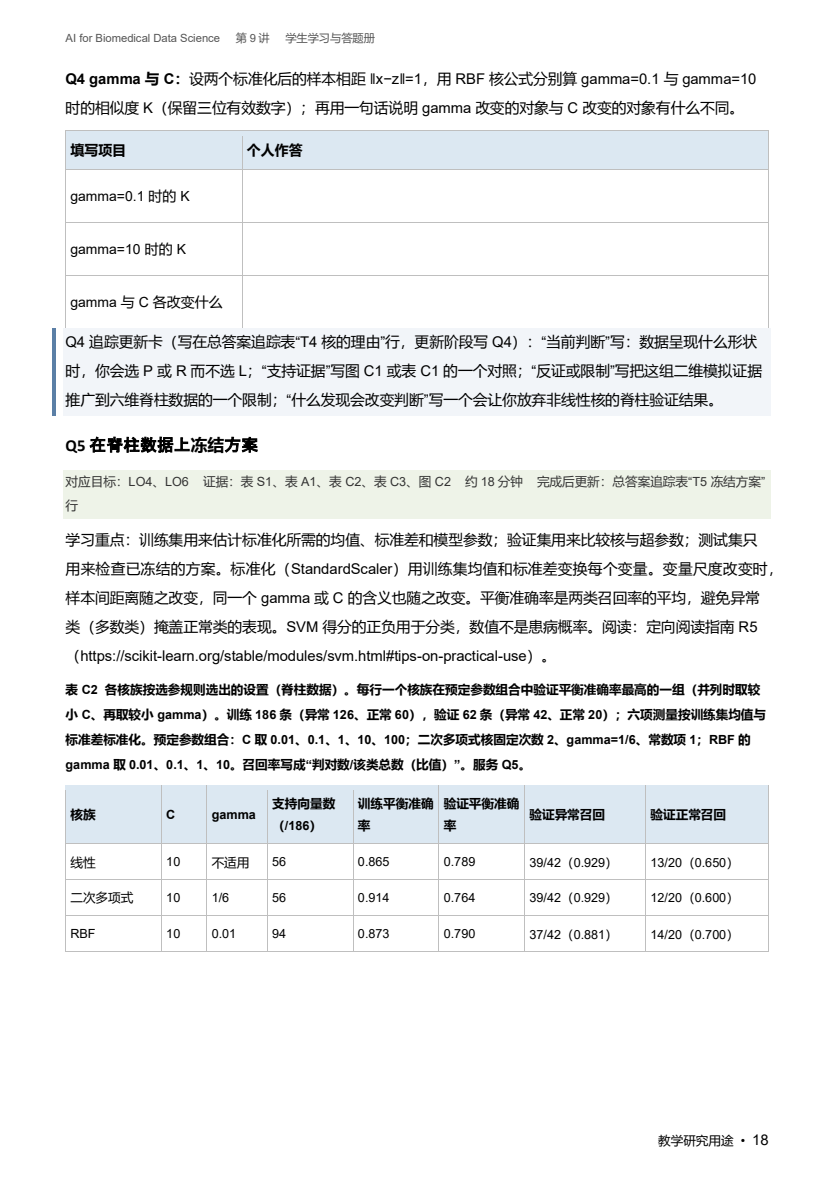 AI for Biomedical Data Science 第 9 讲 学生学习与答题册
Q4 gamma 与 C：设两个标准化后的样本相距 ‖x−z‖=1，用 RBF 核公式分别算 gamma=0.1 与 gamma=10
时的相似度 K（保留三位有效数字）；再用一句话说明 gamma 改变的对象与 C 改变的对象有什么不同。
填写项目 个人作答
gamma=0.1 时的 K
gamma=10 时的 K
gamma 与 C 各改变什么
Q4 追踪更新卡（写在总答案追踪表“T4 核的理由”行，更新阶段写 Q4）：“当前判断”写：数据呈现什么形状
时，你会选 P 或 R 而不选 L；“支持证据”写图 C1 或表 C1 的一个对照；“反证或限制”写把这组二维模拟证据
推广到六维脊柱数据的一个限制；“什么发现会改变判断”写一个会让你放弃非线性核的脊柱验证结果。
Q5 在脊柱数据上冻结方案
对应目标：LO4、LO6 证据：表 S1、表 A1、表 C2、表 C3、图 C2 约 18 分钟 完成后更新：总答案追踪表“T5 冻结方案”
行
学习重点：训练集用来估计标准化所需的均值、标准差和模型参数；验证集用来比较核与超参数；测试集只
用来检查已冻结的方案。标准化（StandardScaler）用训练集均值和标准差变换每个变量。变量尺度改变时，
样本间距离随之改变，同一个 gamma 或 C 的含义也随之改变。平衡准确率是两类召回率的平均，避免异常
类（多数类）掩盖正常类的表现。SVM 得分的正负用于分类，数值不是患病概率。阅读：定向阅读指南 R5
（https://scikit-learn.org/stable/modules/svm.html#tips-on-practical-use）。
表 C2 各核族按选参规则选出的设置（脊柱数据）。每行一个核族在预定参数组合中验证平衡准确率最高的一组（并列时取较
小 C、再取较小 gamma）。训练 186 条（异常 126、正常 60），验证 62 条（异常 42、正常 20）；六项测量按训练集均值与
标准差标准化。预定参数组合：C 取 0.01、0.1、1、10、100；二次多项式核固定次数 2、gamma=1/6、常数项 1；RBF 的
gamma 取 0.01、0.1、1、10。召回率写成“判对数/该类总数（比值）”。服务 Q5。
核族 C gamma 支持向量数（/186） 训练平衡准确率 验证平衡准确率 验证异常召回 验证正常召回
线性 10 不适用 56 0.865 0.789 39/42（0.929） 13/20（0.650）
二次多项式 10 1/6 56 0.914 0.764 39/42（0.929） 12/20（0.600）
RBF 10 0.01 94 0.873 0.790 37/42（0.881） 14/20（0.700）
教学研究用途 • 18